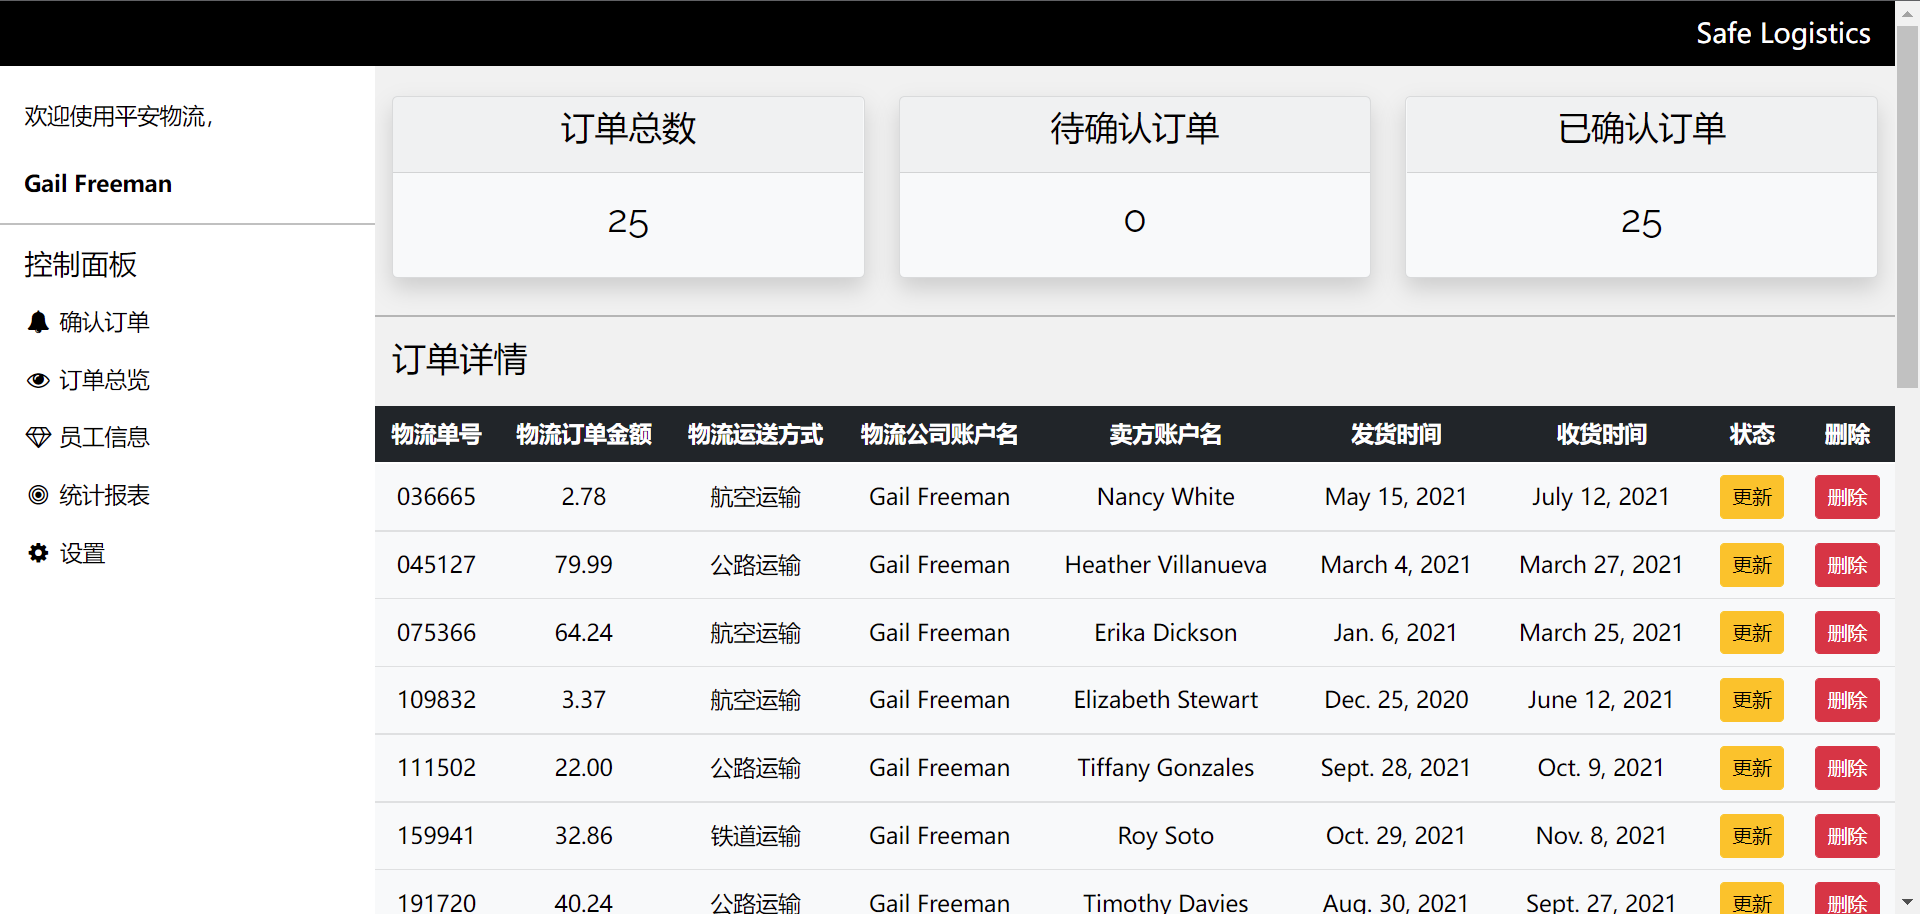 Safe Logistics
欢迎使用平安物流,
Gail Freeman
控制面板
确认订单
订单总览
员工信息
统计报表
设置
订单总数 待确认订单 已确认订单
25 0 25
订单详情
物流单号 物流订单金额 物流运送方式 物流公司账户名 卖方账户名 发货时间 收货时间 状态 删除
036665 2.78 航空运输 Gail Freeman Nancy White May 15, 2021 July 12, 2021 更新 删除
045127 79.99 公路运输 Gail Freeman Heather Villanueva March 4, 2021 March 27, 2021 更新 删除
075366 64.24 航空运输 Gail Freeman Erika Dickson Jan. 6, 2021 March 25, 2021 更新 删除
109832 3.37 航空运输 Gail Freeman Elizabeth Stewart Dec. 25, 2020 June 12, 2021 更新 删除
111502 22.00 公路运输 Gail Freeman Tiffany Gonzales Sept. 28, 2021 Oct. 9, 2021 更新 删除
159941 32.86 铁道运输 Gail Freeman Roy Soto Oct. 29, 2021 Nov. 8, 2021 更新 删除
191720 40.24 公路运输 Gail Freeman Timothy Davies Aug. 30, 2021 Sept. 27, 2021 更新 删除